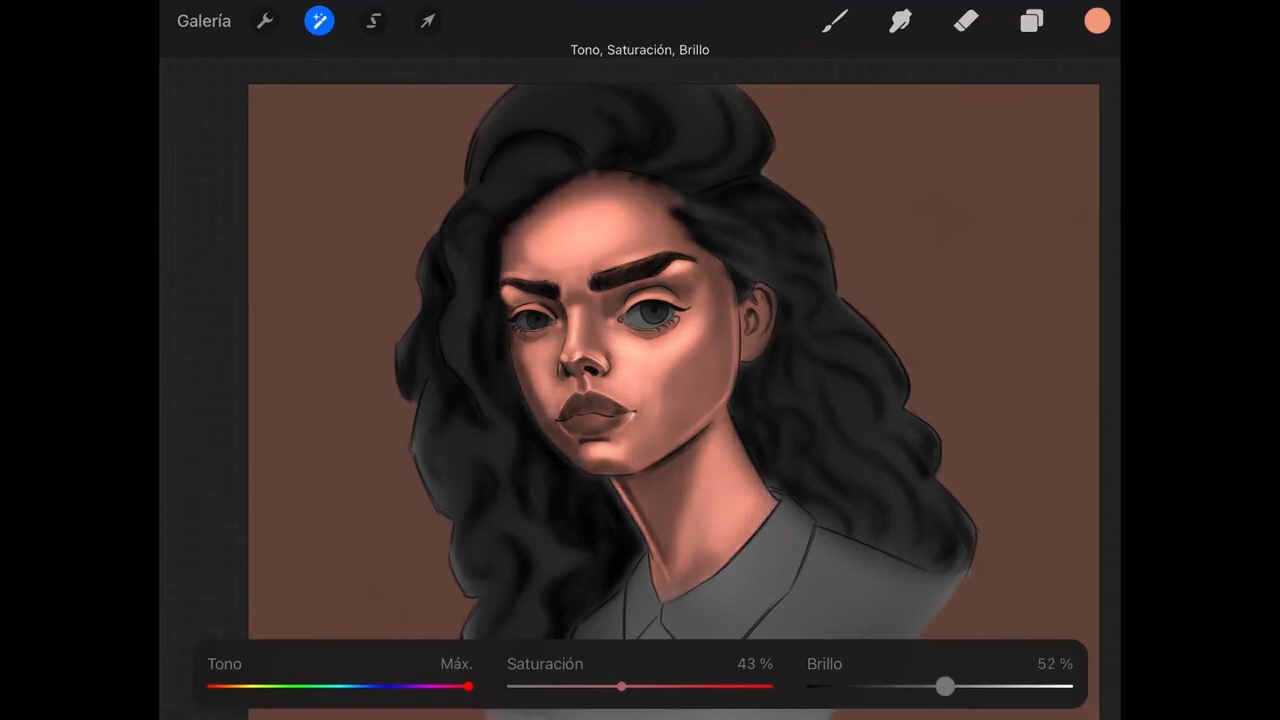 Galería
Tono, Saturación, Brillo
Tono Máx. Saturación 43 % Brillo 52 %